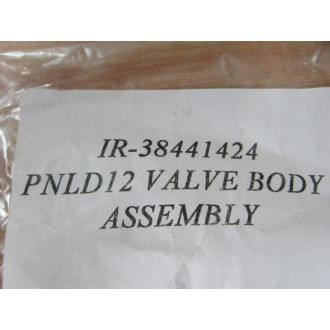 IR-38441424
PNLD12 VALVE BODY
ASSEMBLY